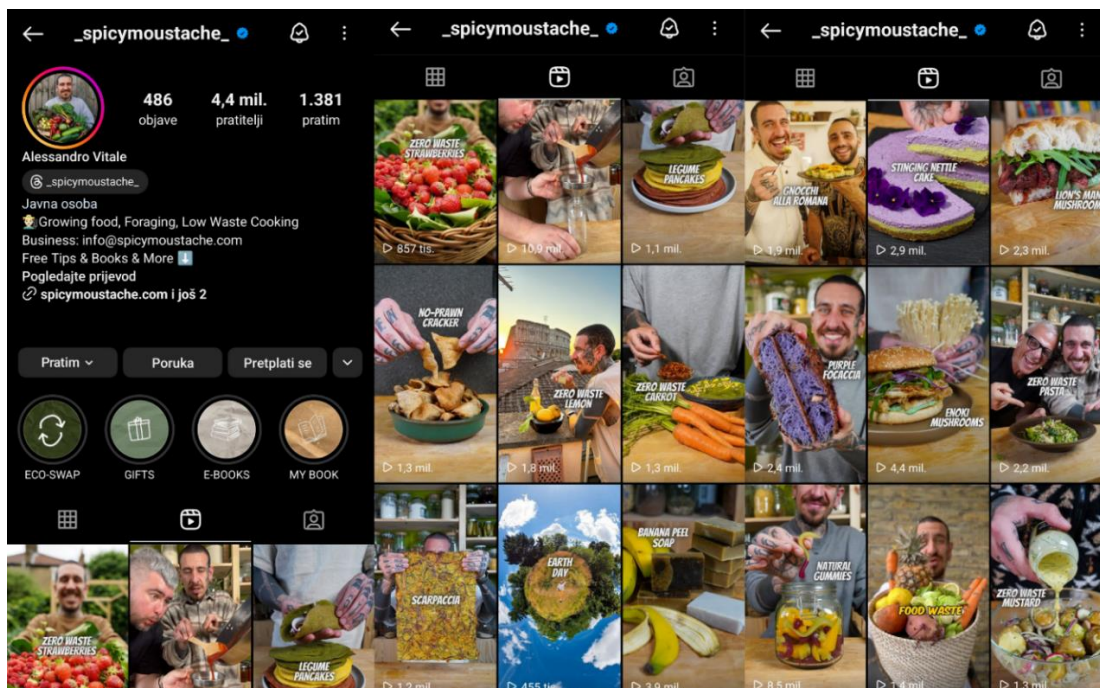 _spicymoustache_
486
objave
4,4 mil.
pratitelji
1.381
pratim
Alessandro Vitale
_spicymoustache_
Javna osoba
Growing food, Foraging, Low Waste Cooking
Business: info@spicymoustache.com
Free Tips & Books & More
Pogledajte prijevod
spicymoustache.com i još 2
Pratim
Poruka
Pretplati se
ECO-SWAP
GIFTS
E-BOOKS
MY BOOK
ZERO WASTE
STRAWBERRIES
LEGUME
PANCAKES
_spicymoustache_
ZERO WASTE
STRAWBERRIES
857 tis.
10,9 mil.
LEGUME
PANCAKES
1,1 mil.
NO-PRAWN
CRACKER
1,3 mil.
ZERO WASTE
LEMON
1,8 mil.
ZERO WASTE
CARROT
1,3 mil.
SCARPACCIA
1,2 mil.
EARTH
DAY
455 tis.
BANANA PEEL
SOAP
3,9 mil.
_spicymoustache_
GNOCCHI
ALLA ROMANA
1,9 mil.
STINGING NETTLE
CAKE
2,9 mil.
LION'S MAN
MUSHROOM
2,3 mil.
PURPLE
FOCACCIA
2,4 mil.
ENOKI
MUSHROOMS
4,4 mil.
ZERO WASTE
PASTA
2,2 mil.
NATURAL
GUMMIES
8,5 mil.
FOOD WASTE
1,4 mil.
ZERO WASTE
MUSTARD
1,3 mil.